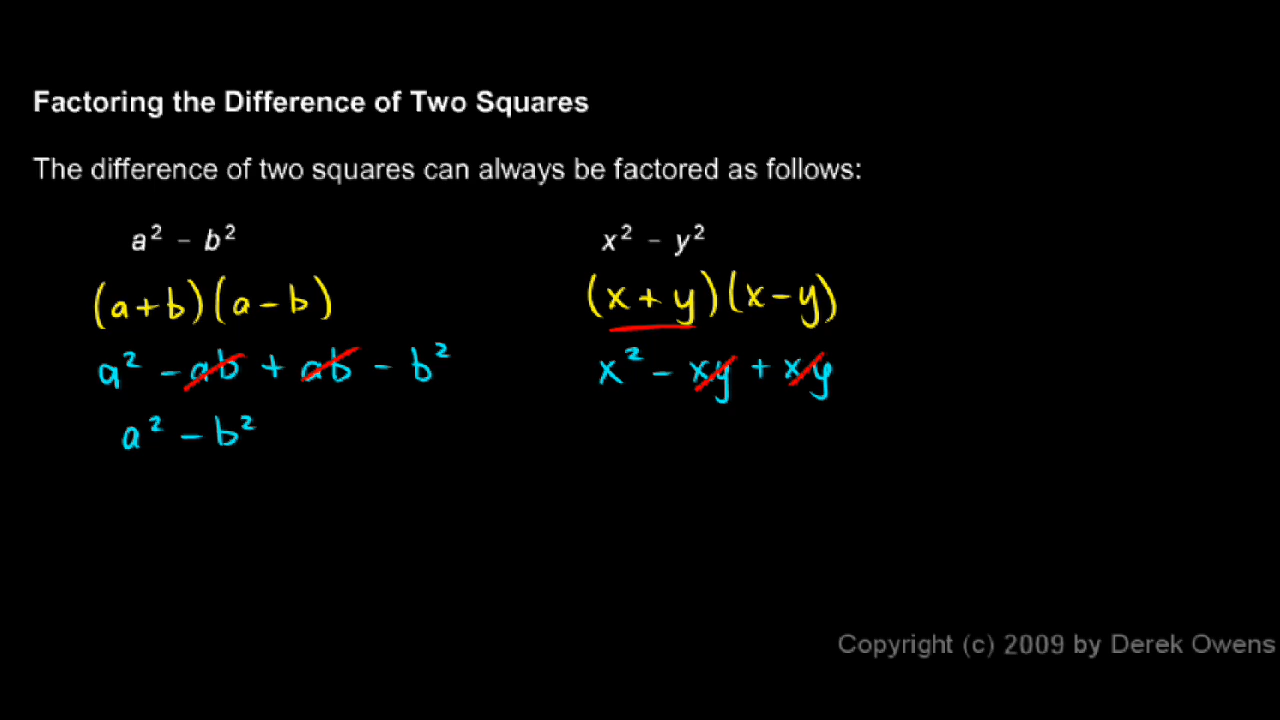 Factoring the Difference of Two Squares
The difference of two squares can always be factored as follows:
a² − b²
(a+b)(a−b)
a² − ab + ab − b²
a² − b²
x² − y²
(x+y)(x−y)
x² − xy + xy
Copyright (c) 2009 by Derek Owens